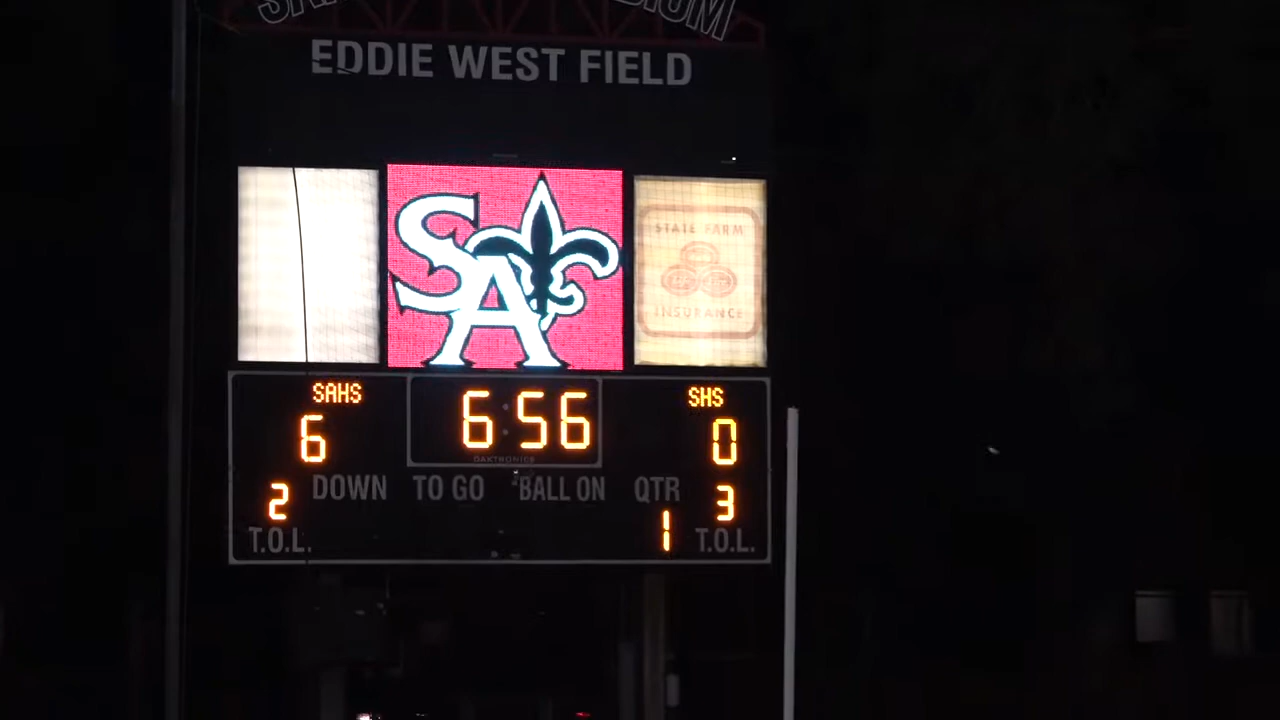 EDDIE WEST FIELD
SA
STATE FARM
INSURANCE
SAHS 6:56 SHS
6 0
DAKTRONICS
DOWN TO GO BALL ON QTR
2 1 3
T.O.L. T.O.L.